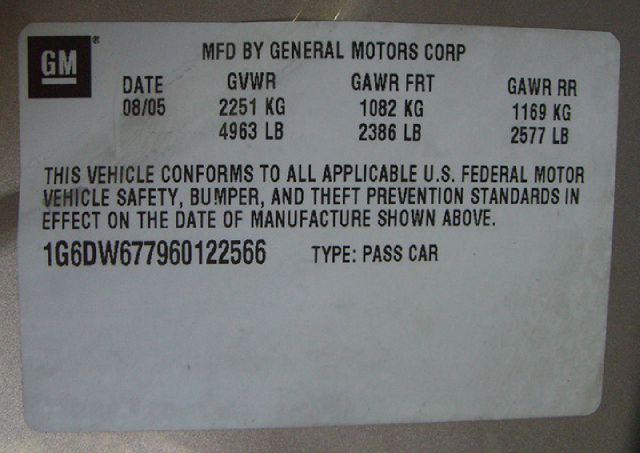 GM®
MFD BY GENERAL MOTORS CORP
DATE GVWR GAWR FRT GAWR RR
08/05 2251 KG 1082 KG 1169 KG
4963 LB 2386 LB 2577 LB
THIS VEHICLE CONFORMS TO ALL APPLICABLE U.S. FEDERAL MOTOR
VEHICLE SAFETY, BUMPER, AND THEFT PREVENTION STANDARDS IN
EFFECT ON THE DATE OF MANUFACTURE SHOWN ABOVE.
1G6DW677960122566 TYPE: PASS CAR